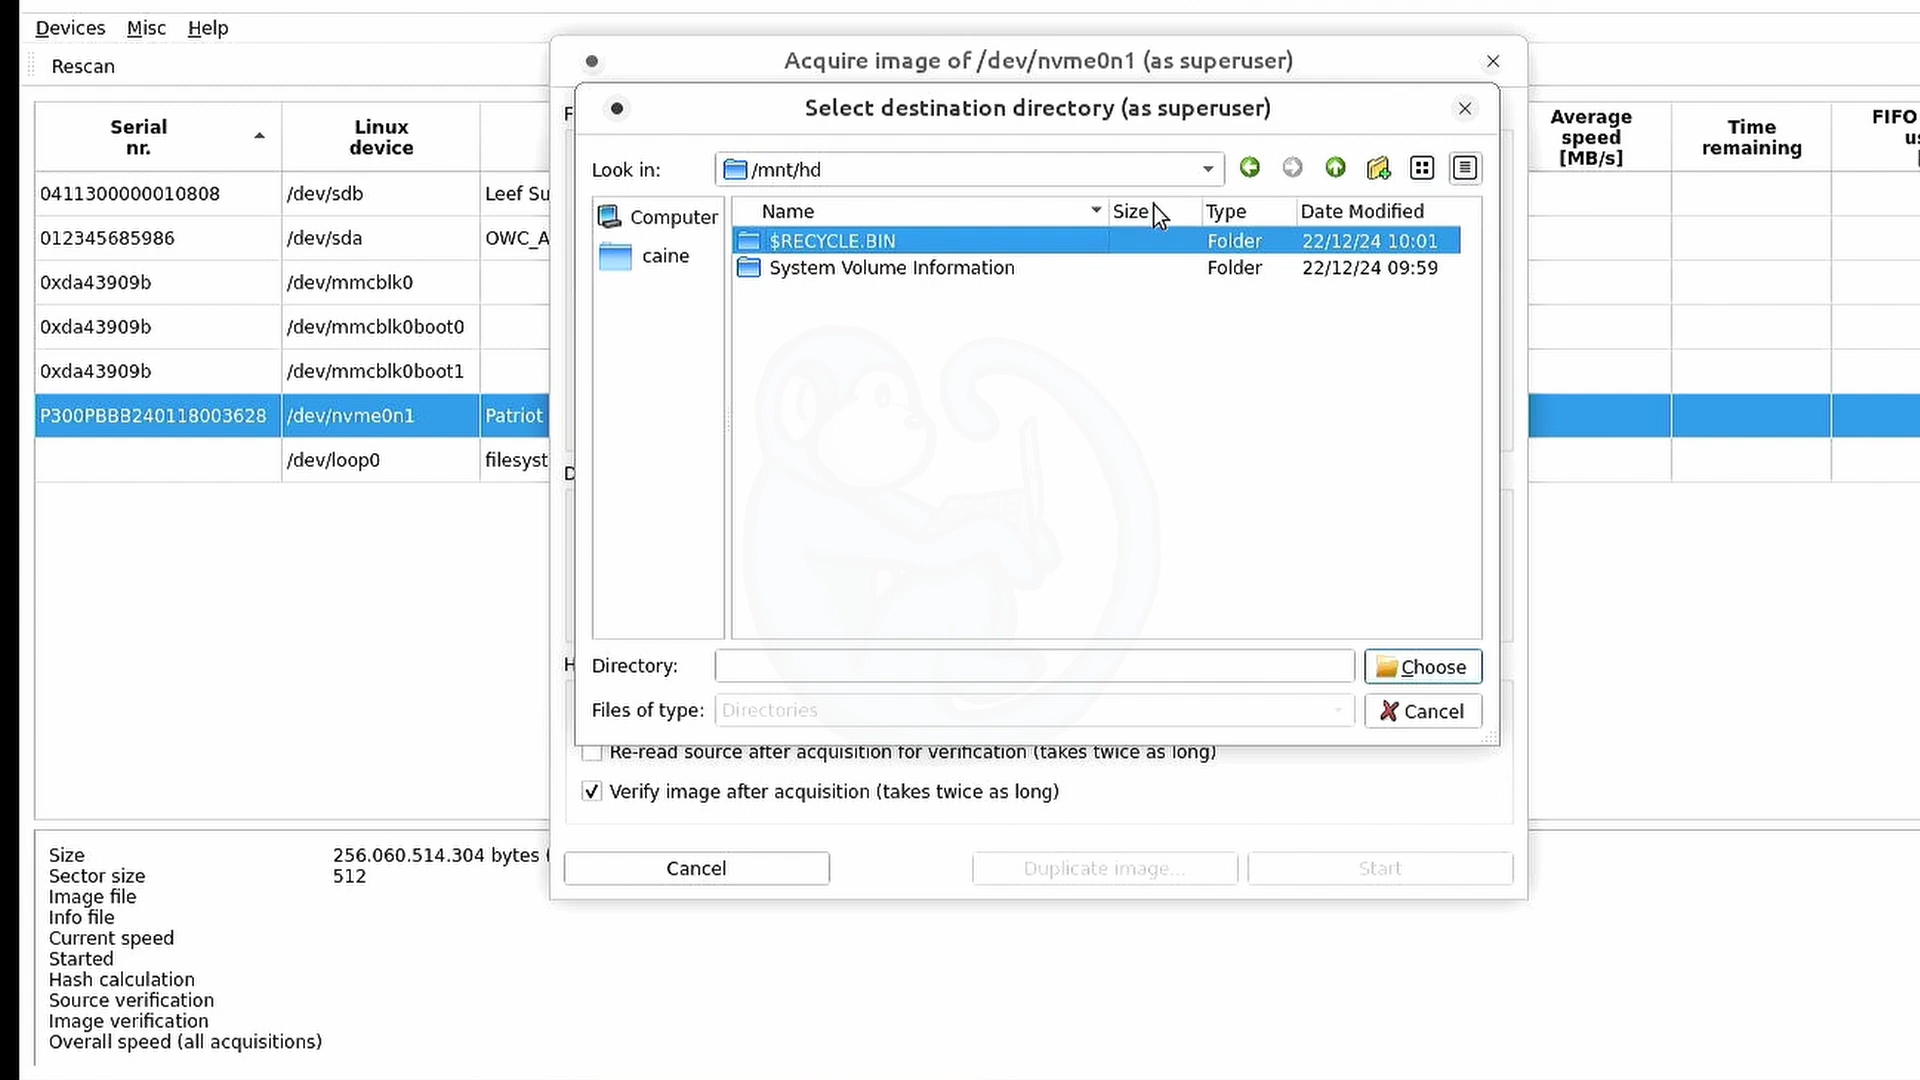 Devices Misc Help
Rescan
Serial nr.
Linux device
Average speed [MB/s]
Time remaining
FIFO
0411300000010808 /dev/sdb Leef Su
012345685986 /dev/sda OWC_A
0xda43909b /dev/mmcblk0
0xda43909b /dev/mmcblk0boot0
0xda43909b /dev/mmcblk0boot1
P300PBBB240118003628 /dev/nvme0n1 Patriot
/dev/loop0 filesyst
Acquire image of /dev/nvme0n1 (as superuser)
Select destination directory (as superuser)
Look in: /mnt/hd
Computer
caine
Name Size Type Date Modified
$RECYCLE.BIN Folder 22/12/24 10:01
System Volume Information Folder 22/12/24 09:59
Directory: Choose
Files of type: Directories Cancel
Re-read source after acquisition for verification (takes twice as long)
Verify image after acquisition (takes twice as long)
Cancel Duplicate image... Start
Size 256.060.514.304 bytes (
Sector size 512
Image file
Info file
Current speed
Started
Hash calculation
Source verification
Image verification
Overall speed (all acquisitions)